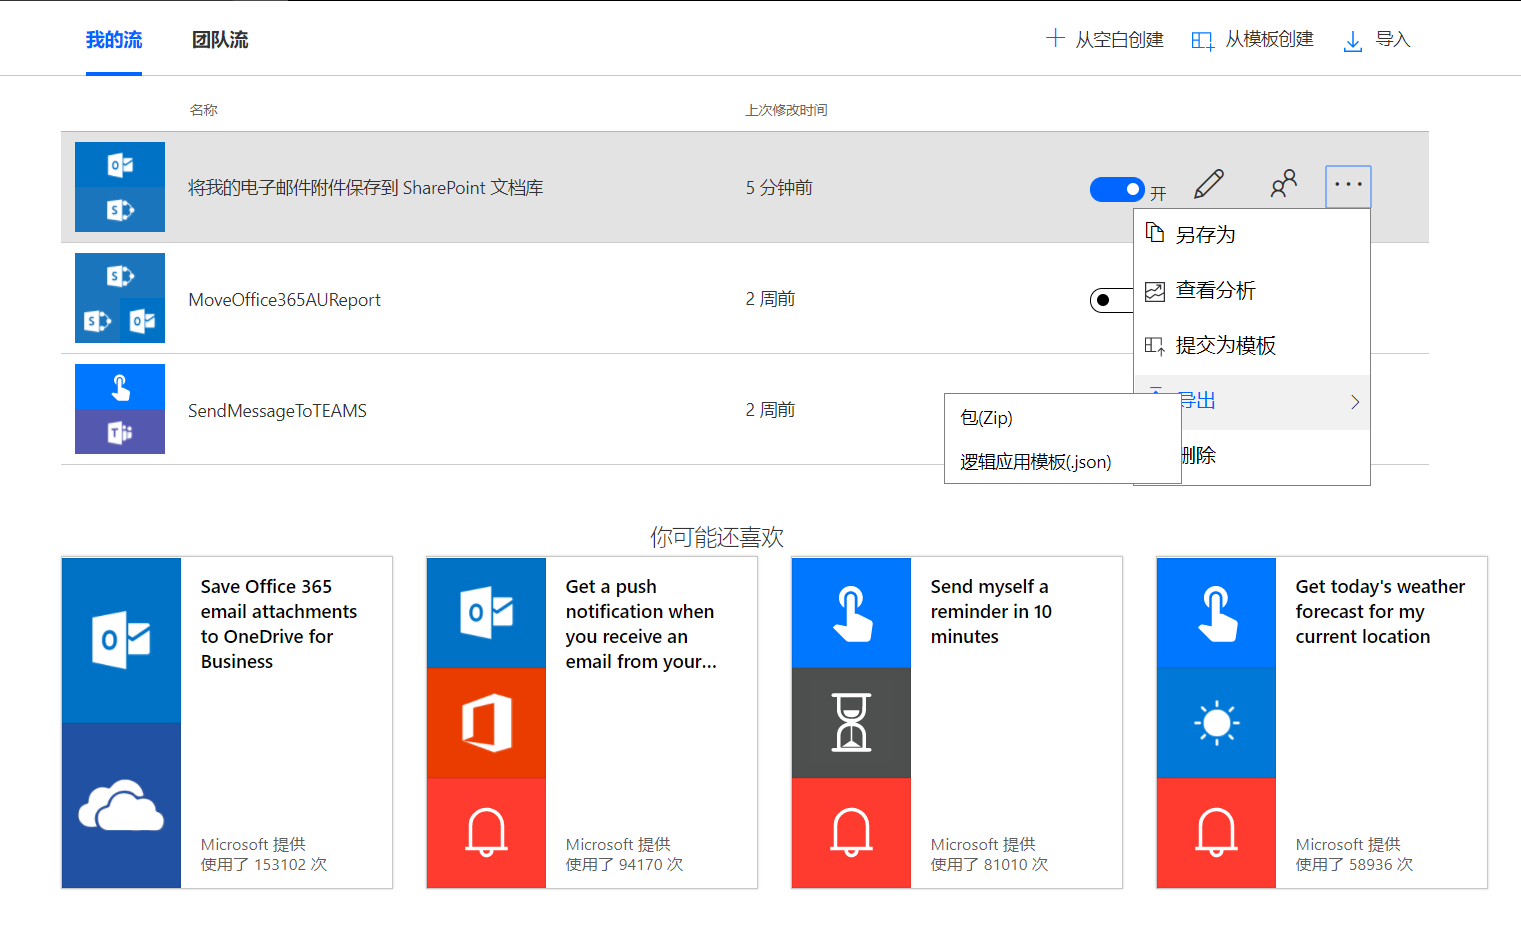 我的流
团队流
从空白创建
从模板创建
导入
名称
上次修改时间
将我的电子邮件附件保存到 SharePoint 文档库
5 分钟前
开
另存为
查看分析
提交为模板
导出
删除
包(Zip)
逻辑应用模板(.json)
MoveOffice365AUReport
2 周前
SendMessageToTEAMS
2 周前
你可能还喜欢
Save Office 365
email attachments
to OneDrive for
Business
Microsoft 提供
使用了 153102 次
Get a push
notification when
you receive an
email from your...
Microsoft 提供
使用了 94170 次
Send myself a
reminder in 10
minutes
Microsoft 提供
使用了 81010 次
Get today's weather
forecast for my
current location
Microsoft 提供
使用了 58936 次